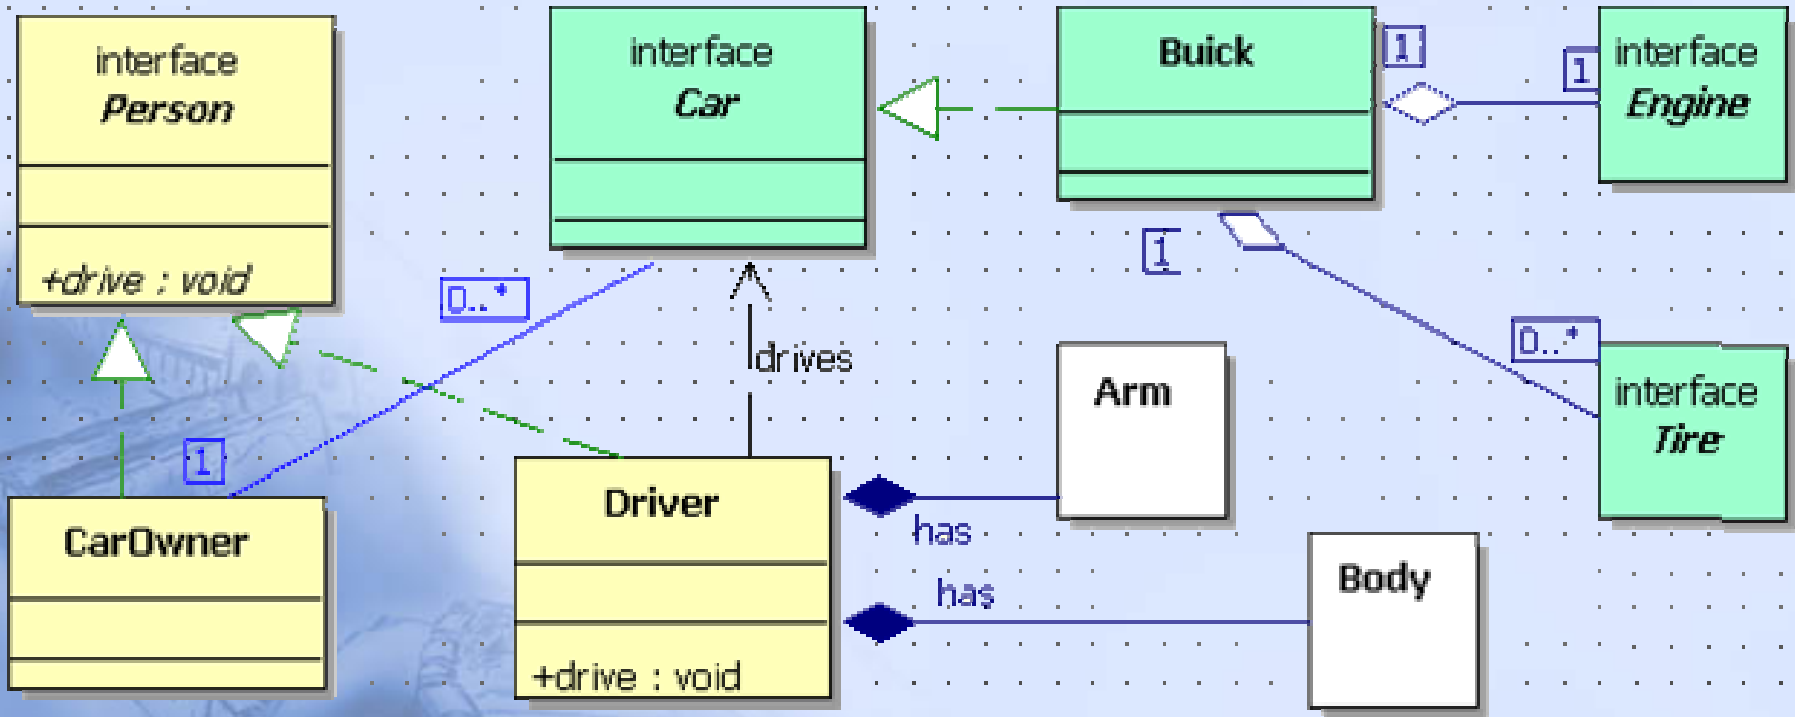 interface
Person
+drive : void
interface
Car
Buick
1
1
interface
Engine
1
0..*
interface
Tire
0..*
1
drives
CarOwner
Driver
+drive : void
has
has
Arm
Body